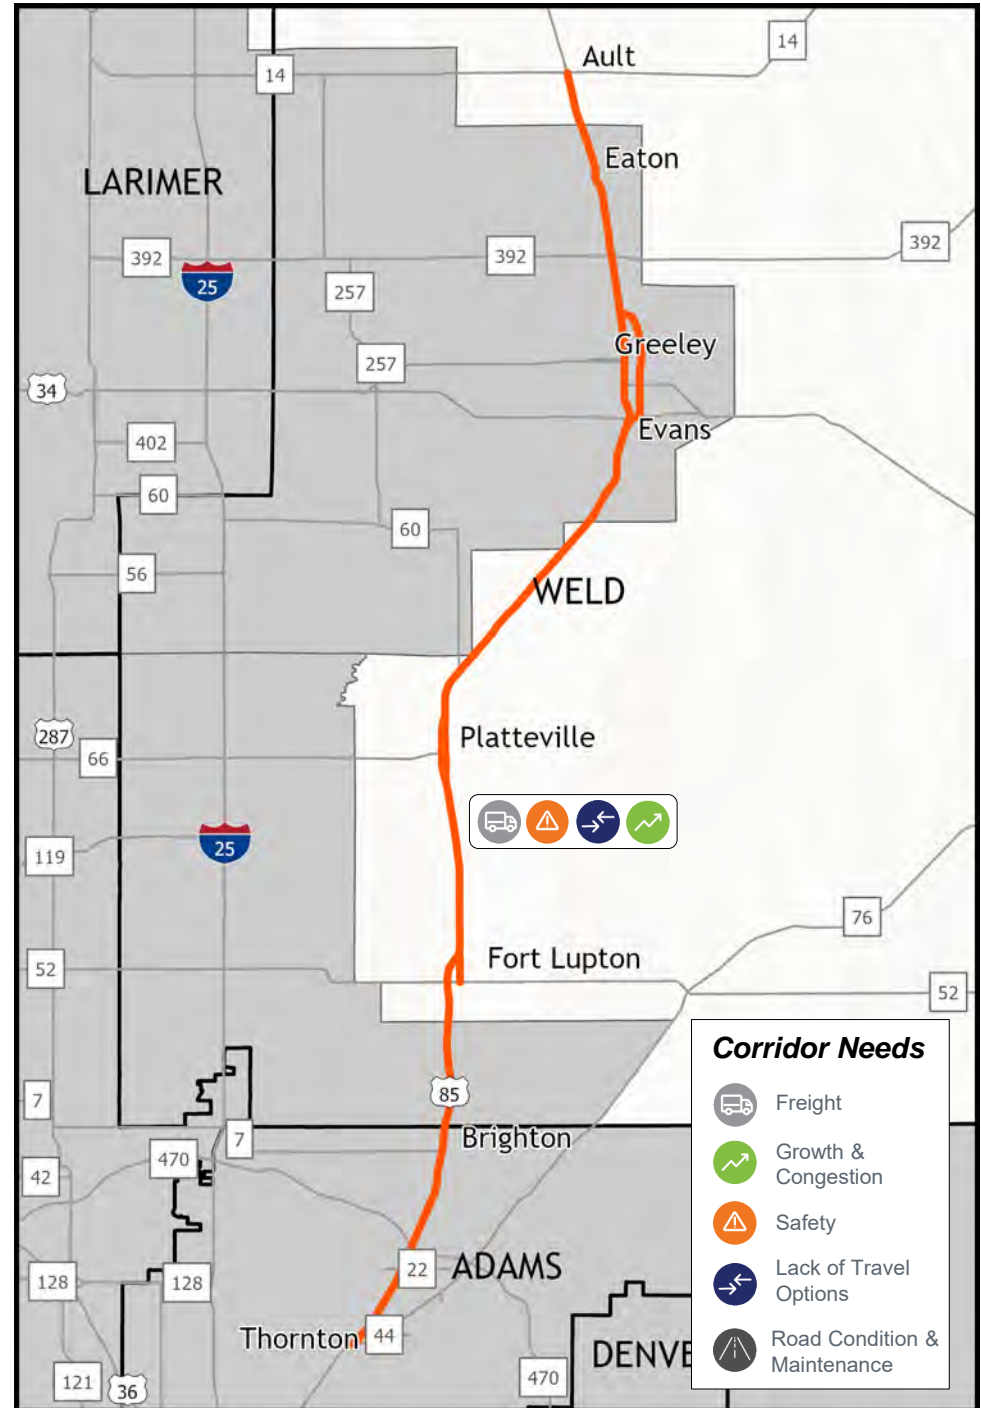 14
Ault
14
Eaton
LARIMER
392
392
392
25
257
Greeley
257
34
Evans
402
60
60
56
WELD
287
Platteville
66
25
119
76
Fort Lupton
52
52
85
7
7
Brighton
470
42
22
ADAMS
128
128
Thornton
44
DENVE
121
36
470
Corridor Needs
Freight
Growth &
Congestion
Safety
Lack of Travel
Options
Road Condition &
Maintenance